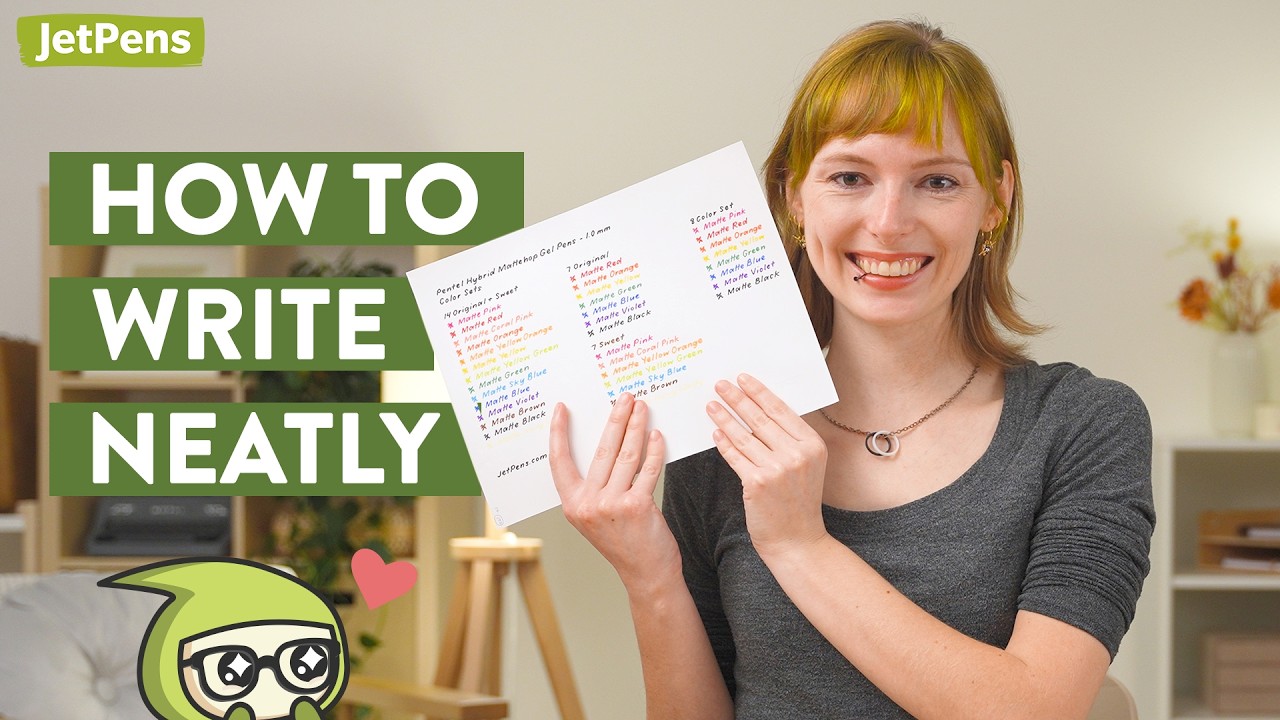 JetPens
HOW TO
WRITE
NEATLY
Pentel Hybrid Mattehop Gel Pens - 1.0mm
Color Sets
14 Original + Sweet
x Matte Pink
x Matte Red
x Matte Coral Pink
x Matte Orange
x Matte Yellow Orange
x Matte Yellow
x Matte Yellow Green
x Matte Green
x Matte Sky Blue
x Matte Blue
x Matte Violet
x Matte Brown
x Matte Black
JetPens.com
7 Original
x Matte Red
x Matte Orange
x Matte Yellow
x Matte Green
x Matte Blue
x Matte Violet
x Matte Black
7 Sweet
x Matte Pink
x Matte Coral Pink
x Matte Yellow Orange
x Matte Yellow Green
x Matte Sky Blue
Matte Brown
8 Color Set
x Matte Pink
x Matte Red
x Matte Orange
x Matte Yellow
x Matte Green
x Matte Blue
x Matte Violet
x Matte Black